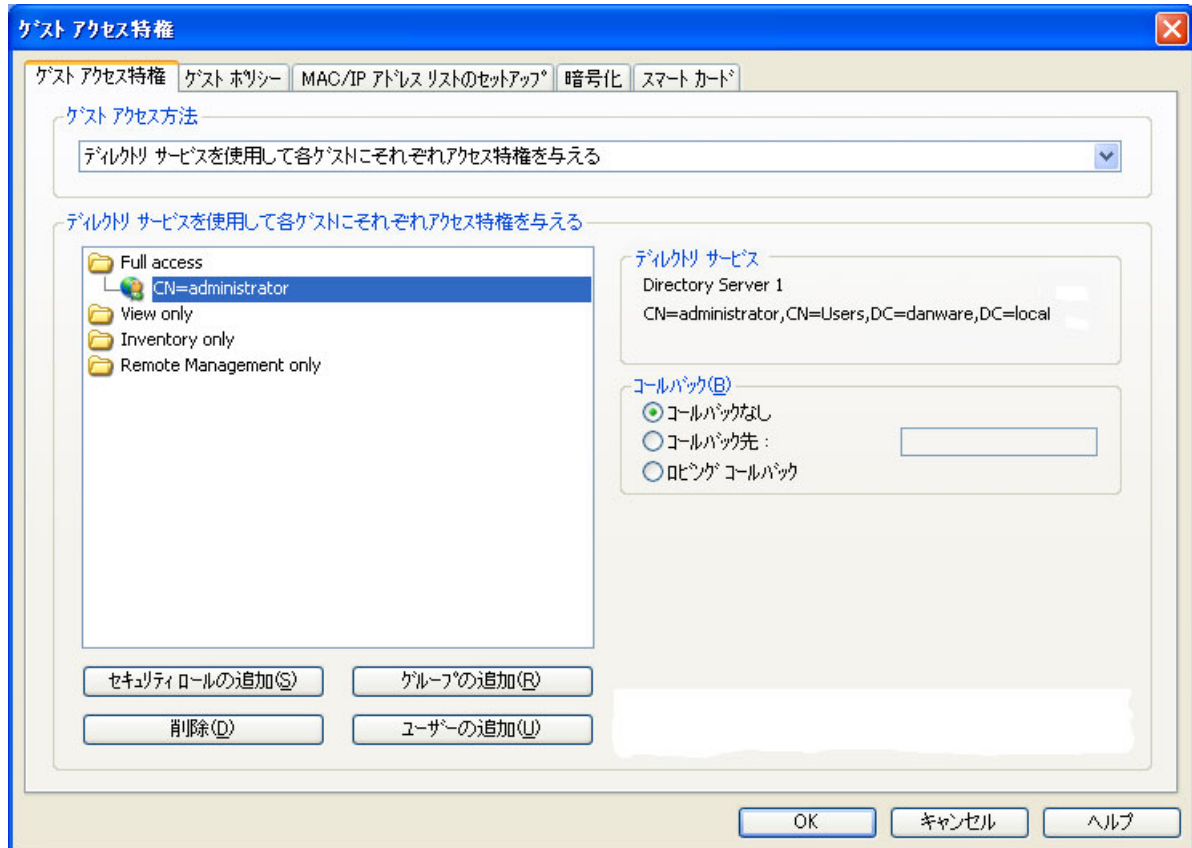 ゲスト アクセス特権
ゲスト アクセス特権 ゲスト ポリシー MAC/IP アドレス リストのセットアップ 暗号化 スマート カード
ゲスト アクセス方法
ディレクトリ サービスを使用して各ゲストにそれぞれアクセス特権を与える
ディレクトリ サービスを使用して各ゲストにそれぞれアクセス特権を与える
Full access
CN=administrator
View only
Inventory only
Remote Management only
ディレクトリ サービス
Directory Server 1
CN=administrator,CN=Users,DC=danware,DC=local
コールバック(B)
コールバックなし
コールバック先 :
ロビング コールバック
セキュリティ ロールの追加(S) グループの追加(R)
削除(D) ユーザーの追加(U)
OK キャンセル ヘルプ